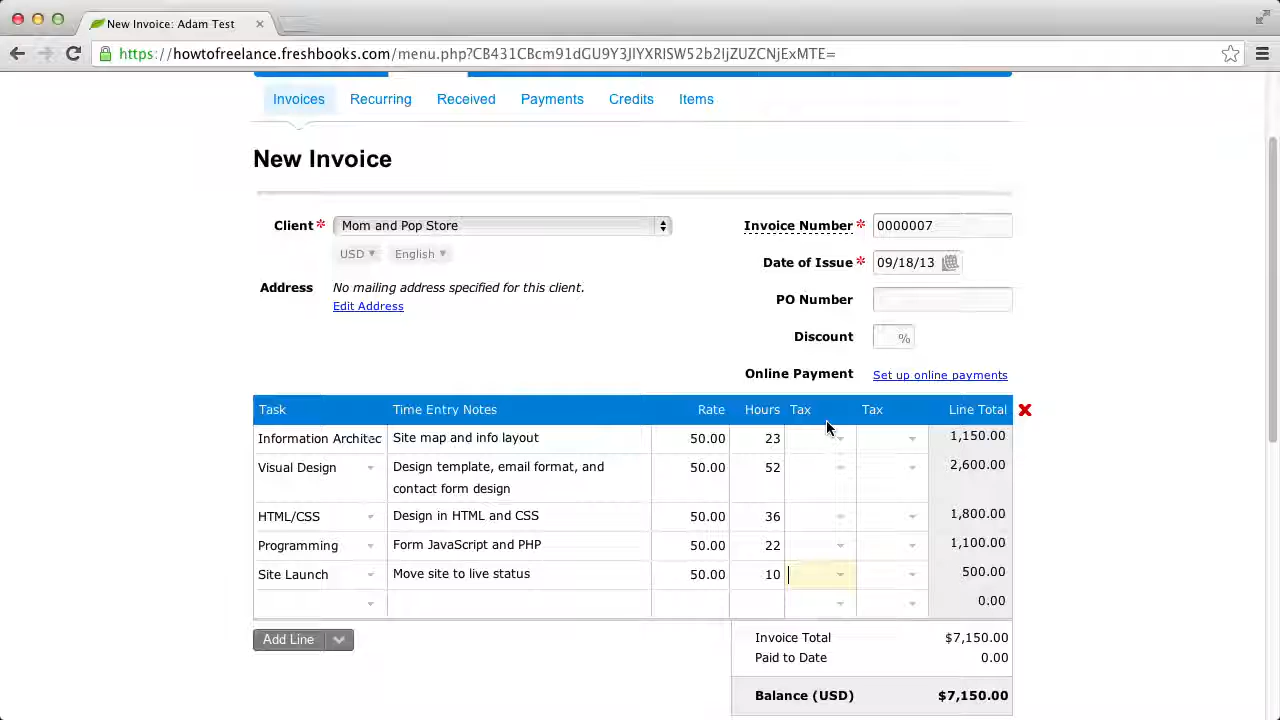 New Invoice: Adam Test
https://howtofreelance.freshbooks.com/menu.php?CB431CBcm91dGU9Y3JlYXRlSW52b2ljZUZCNjExMTE=
Invoices Recurring Received Payments Credits Items
New Invoice
Client * Mom and Pop Store
USD English
Address No mailing address specified for this client.
Edit Address
Invoice Number * 0000007
Date of Issue * 09/18/13
PO Number
Discount %
Online Payment Set up online payments
Task Time Entry Notes Rate Hours Tax Tax Line Total
Information Architec Site map and info layout 50.00 23 1,150.00
Visual Design Design template, email format, and 50.00 52 2,600.00
contact form design
HTML/CSS Design in HTML and CSS 50.00 36 1,800.00
Programming Form JavaScript and PHP 50.00 22 1,100.00
Site Launch Move site to live status 50.00 10 500.00
0.00
Add Line
Invoice Total $7,150.00
Paid to Date 0.00
Balance (USD) $7,150.00